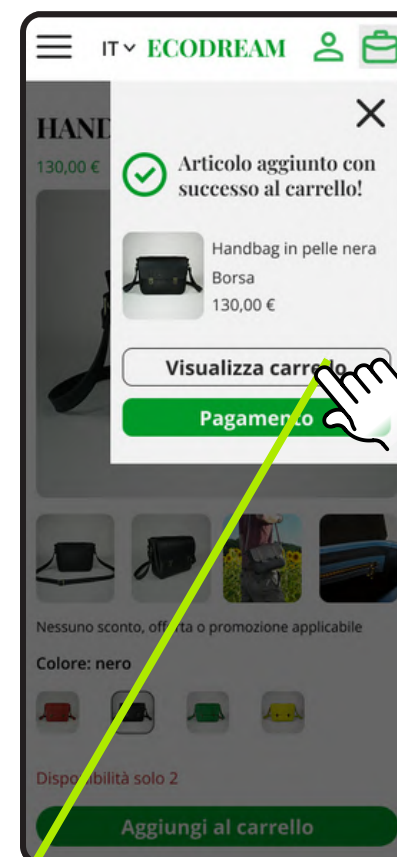 IT ECODREAM
HAND
130,00 €
Articolo aggiunto con
successo al carrello!
Handbag in pelle nera
Borsa
130,00 €
Visualizza carrello
Pagamento
Nessuno sconto, offerta o promozione applicabile
Colore: nero
Disponibilità solo 2
Aggiungi al carrello